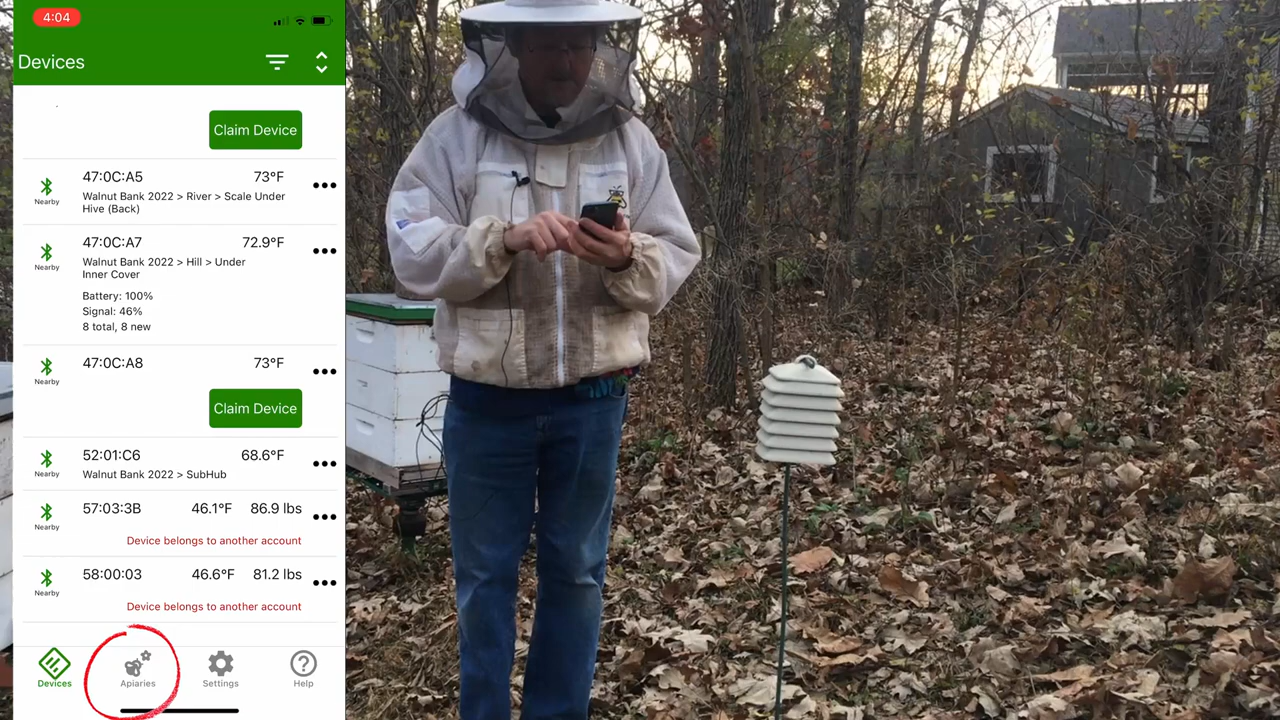 4:04
Devices
Claim Device
47:0C:A5 73°F
Nearby
Walnut Bank 2022 > River > Scale Under
Hive (Back)
47:0C:A7 72.9°F
Nearby
Walnut Bank 2022 > Hill > Under
Inner Cover
Battery: 100%
Signal: 46%
8 total, 8 new
47:0C:A8 73°F
Nearby
Claim Device
52:01:C6 68.6°F
Nearby
Walnut Bank 2022 > SubHub
57:03:3B 46.1°F 86.9 lbs
Nearby
Device belongs to another account
58:00:03 46.6°F 81.2 lbs
Nearby
Device belongs to another account
Devices Apiaries Settings Help